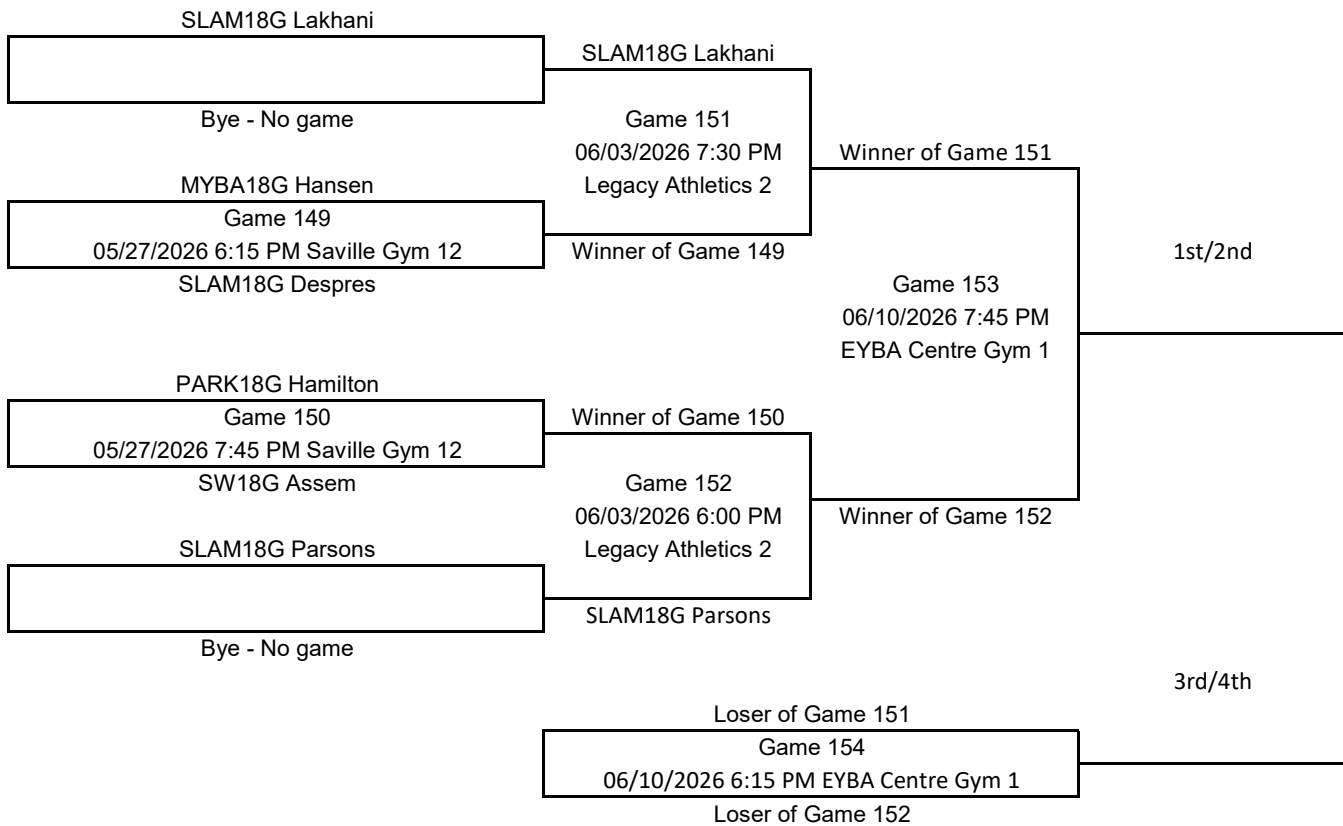 SLAM18G Lakhani
Bye - No game
MYBA18G Hansen
Game 149
05/27/2026 6:15 PM Saville Gym 12
SLAM18G Despres
PARK18G Hamilton
Game 150
05/27/2026 7:45 PM Saville Gym 12
SW18G Assem
SLAM18G Parsons
Bye - No game
SLAM18G Lakhani
Game 151
06/03/2026 7:30 PM
Legacy Athletics 2
Winner of Game 149
Winner of Game 150
Game 152
06/03/2026 6:00 PM
Legacy Athletics 2
SLAM18G Parsons
Winner of Game 151
Game 153
06/10/2026 7:45 PM
EYBA Centre Gym 1
Winner of Game 152
1st/2nd
3rd/4th
Loser of Game 151
Game 154
06/10/2026 6:15 PM EYBA Centre Gym 1
Loser of Game 152